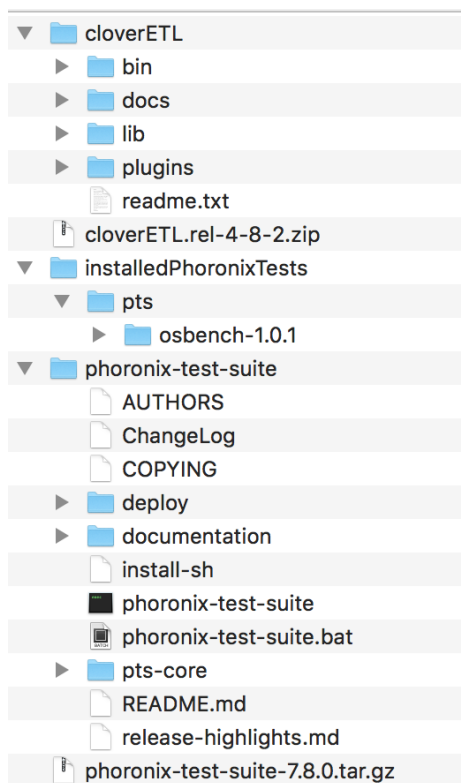 cloverETL
bin
docs
lib
plugins
readme.txt
cloverETL.rel-4-8-2.zip
installedPhoronixTests
pts
osbench-1.0.1
phoronix-test-suite
AUTHORS
ChangeLog
COPYING
deploy
documentation
install-sh
phoronix-test-suite
phoronix-test-suite.bat
pts-core
README.md
release-highlights.md
phoronix-test-suite-7.8.0.tar.gz